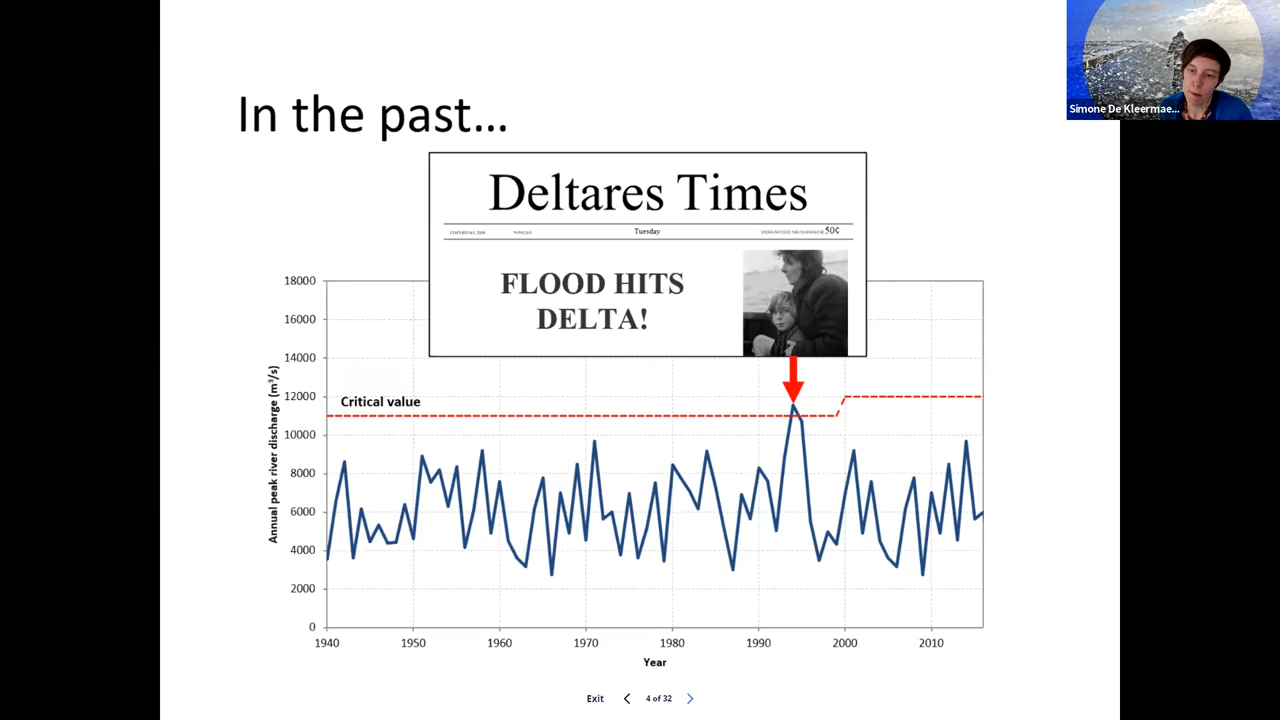 Simone De Kleermae...
In the past...
Deltares Times
Tuesday
50¢
FLOOD HITS
DELTA!
18000
16000
14000
12000
10000
8000
6000
4000
2000
0
Annual peak river discharge (m³/s)
Critical value
1940 1950 1960 1970 1980 1990 2000 2010
Year
Exit 4 of 32